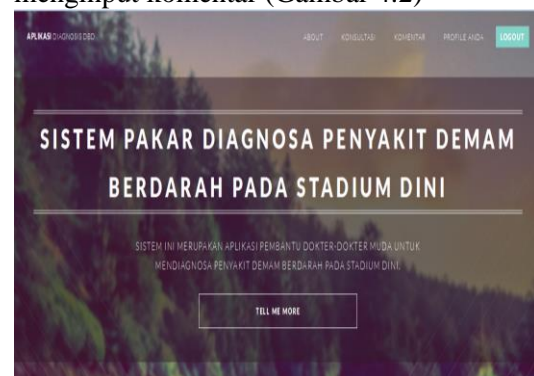 menginput komentar (Gambar 4.2)
APLIKASI DIAGNOSIS DBD ABOUT KONSULTASI KOMENTAR PROFILE ANDA LOGOUT
SISTEM PAKAR DIAGNOSA PENYAKIT DEMAM
BERDARAH PADA STADIUM DINI
SISTEM INI MERUPAKAN APLIKASI PEMBANTU DOKTER-DOKTER MUDA UNTUK
MENDIAGNOSA PENYAKIT DEMAM BERDARAH PADA STADIUM DINI.
TELL ME MORE